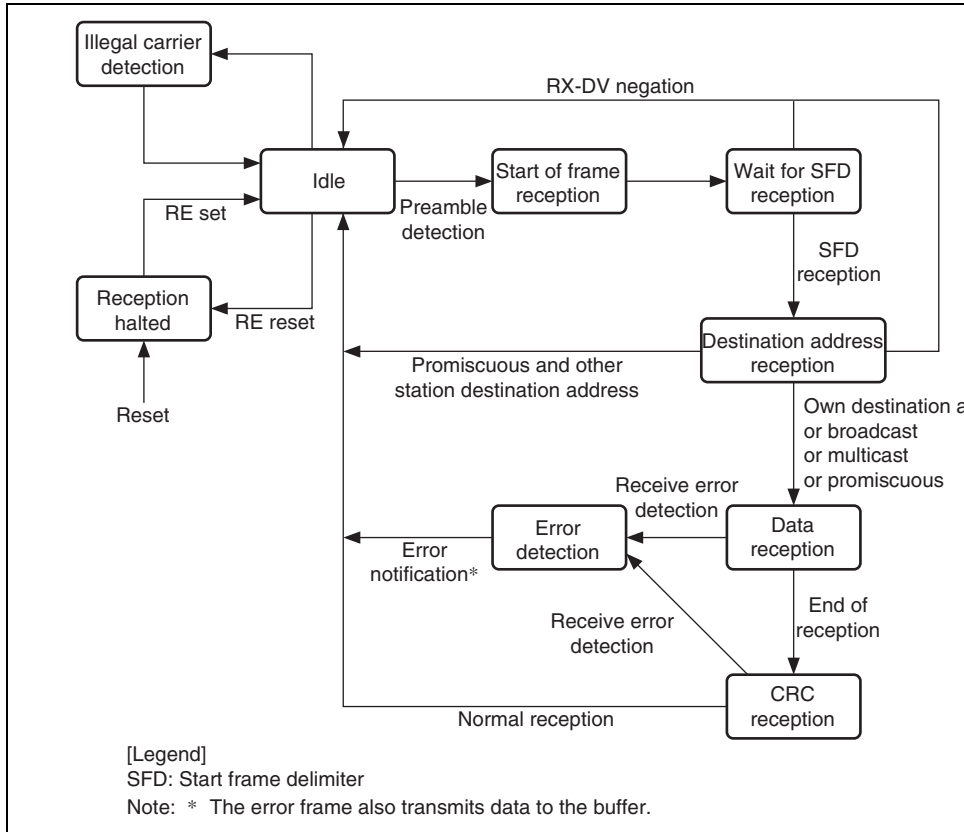 Illegal carrier
detection
RX-DV negation
Idle
Start of frame
reception
Wait for SFD
reception
Preamble
detection
RE set
SFD
reception
Reception
halted
RE reset
Destination address
reception
Promiscuous and other
station destination address
Reset
Own destination a
or broadcast
or multicast
or promiscuous
Receive error
detection
Error
detection
Data
reception
Error
notification*
End of
reception
Receive error
detection
CRC
reception
Normal reception
[Legend]
SFD: Start frame delimiter
Note: * The error frame also transmits data to the buffer.